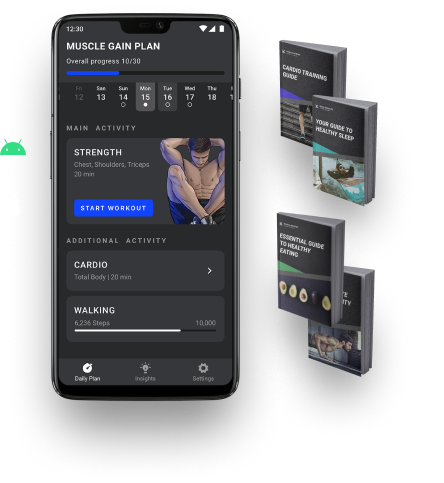 12:30
MUSCLE GAIN PLAN
Overall progress 10/30
Fri San Sun Mon Tue Wed Thu
12 13 14 15 16 17 18
MAIN ACTIVITY
STRENGTH
Chest, Shoulders, Triceps
20 min
START WORKOUT
ADDITIONAL ACTIVITY
CARDIO
Total Body | 20 min
WALKING
6,236 Steps 10,000
Daily Plan Insights Settings
CARDIO TRAINING
GUIDE
YOUR GUIDE TO
HEALTHY SLEEP
ESSENTIAL GUIDE
TO HEALTHY
EATING